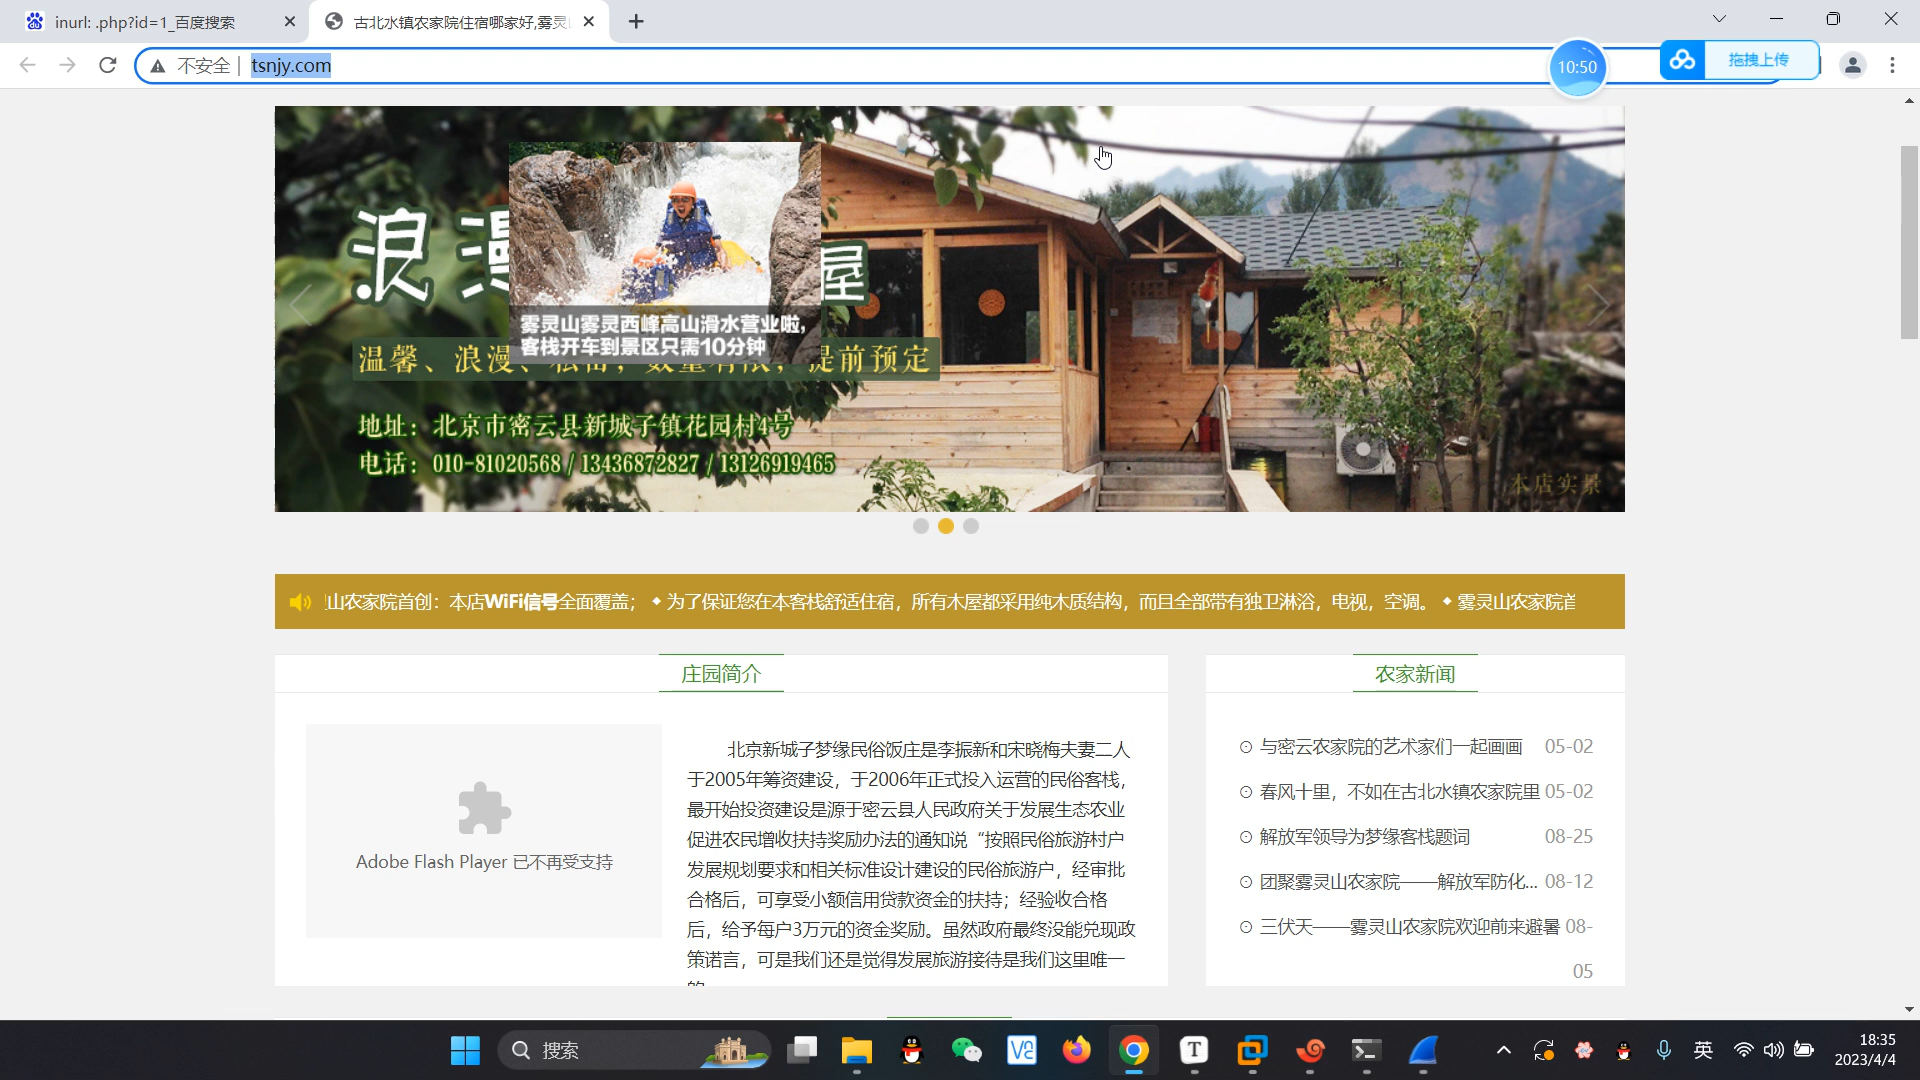 inurl: .php?id=1_百度搜索
古北水镇农家院住宿哪家好,雾灵
不安全
tsnjy.com
10:50
拖拽上传
浪
屋
雾灵山雾灵西峰高山滑水营业啦,
客栈开车到景区只需10分钟
温馨、浪漫、
提前预定
地址：北京市密云县新城子镇花园村4号
电话：010-81020568 / 13436872827 / 13126919465
本店实景
山农家院首创：本店WiFi信号全面覆盖； ◆ 为了保证您在本客栈舒适住宿，所有木屋都采用纯木质结构，而且全部带有独卫淋浴，电视，空调。 ◆ 雾灵山农家院首
庄园简介
Adobe Flash Player 已不再受支持
北京新城子梦缘民俗饭庄是李振新和宋晓梅夫妻二人
于2005年筹资建设，于2006年正式投入运营的民俗客栈，
最开始投资建设是源于密云县人民政府关于发展生态农业
促进农民增收扶持奖励办法的通知说“按照民俗旅游村户
发展规划要求和相关标准设计建设的民俗旅游户，经审批
合格后，可享受小额信用贷款资金的扶持；经验收合格
后，给予每户3万元的资金奖励。虽然政府最终没能兑现政
策诺言，可是我们还是觉得发展旅游接待是我们这里唯一
农家新闻
与密云农家院的艺术家们一起画画 05-02
春风十里，不如在古北水镇农家院里 05-02
解放军领导为梦缘客栈题词 08-25
团聚雾灵山农家院——解放军防化... 08-12
三伏天——雾灵山农家院欢迎前来避暑 08-
05
搜索
英
18:35
2023/4/4